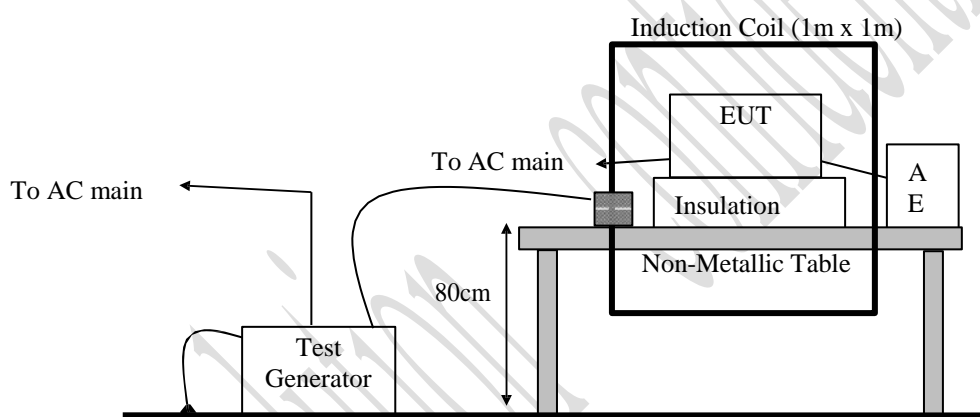 Induction Coil (1m x 1m)
EUT
To AC main
To AC main
A
E
Insulation
Non-Metallic Table
80cm
Test
Generator